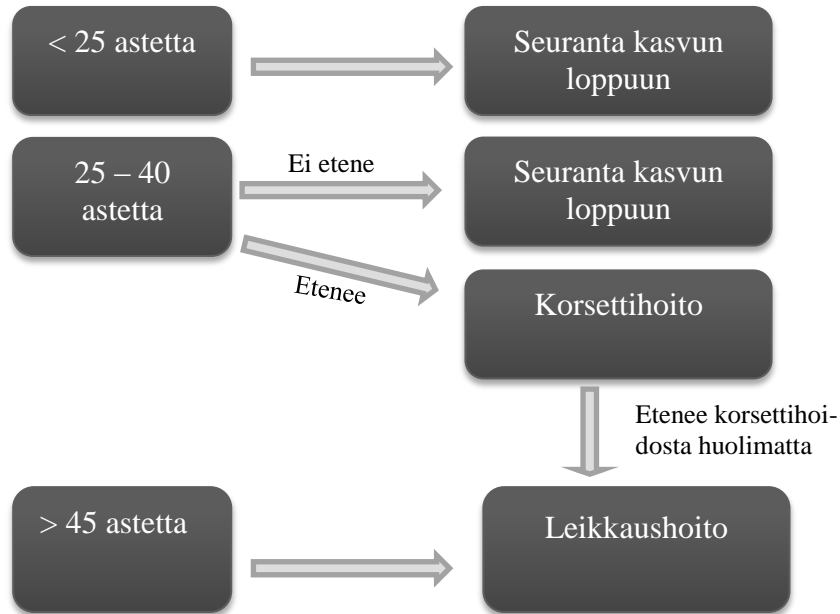 < 25 astetta
Seuranta kasvun
loppuun
25 – 40
astetta
Ei etene
Seuranta kasvun
loppuun
Etenee
Korsettihoito
Etenee korsettihoi-
dosta huolimatta
> 45 astetta
Leikkaushoito